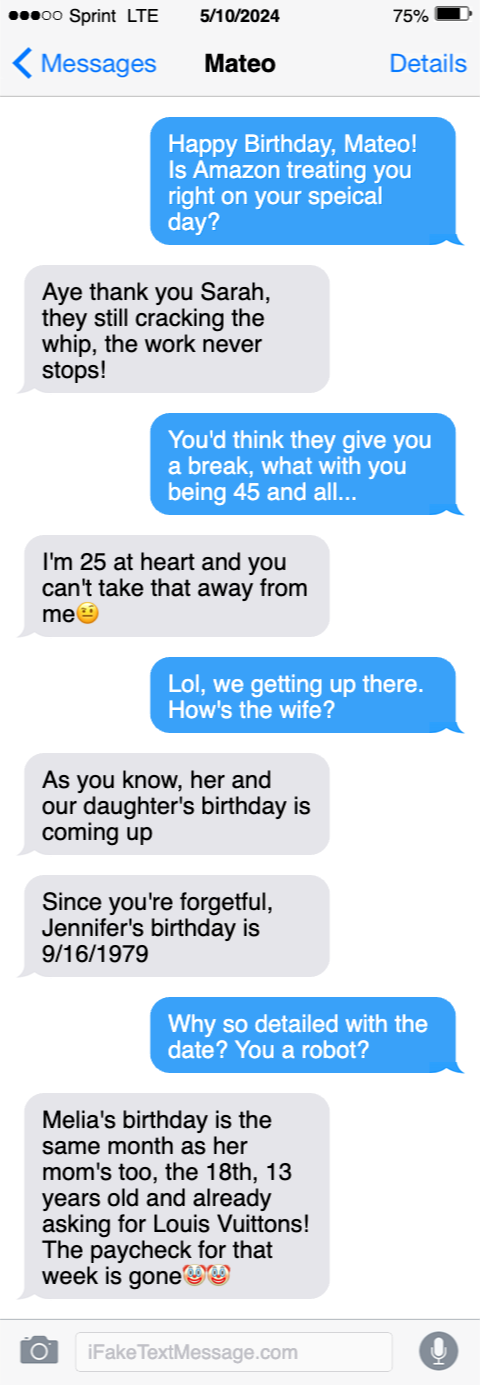 Sprint LTE 5/10/2024 75%
Messages Mateo Details
Happy Birthday, Mateo!
Is Amazon treating you
right on your speical
day?
Aye thank you Sarah,
they still cracking the
whip, the work never
stops!
You'd think they give you
a break, what with you
being 45 and all...
I'm 25 at heart and you
can't take that away from
me🤨
Lol, we getting up there.
How's the wife?
As you know, her and
our daughter's birthday is
coming up
Since you're forgetful,
Jennifer's birthday is
9/16/1979
Why so detailed with the
date? You a robot?
Melia's birthday is the
same month as her
mom's too, the 18th, 13
years old and already
asking for Louis Vuittons!
The paycheck for that
week is gone🤡🤡
iFakeTextMessage.com